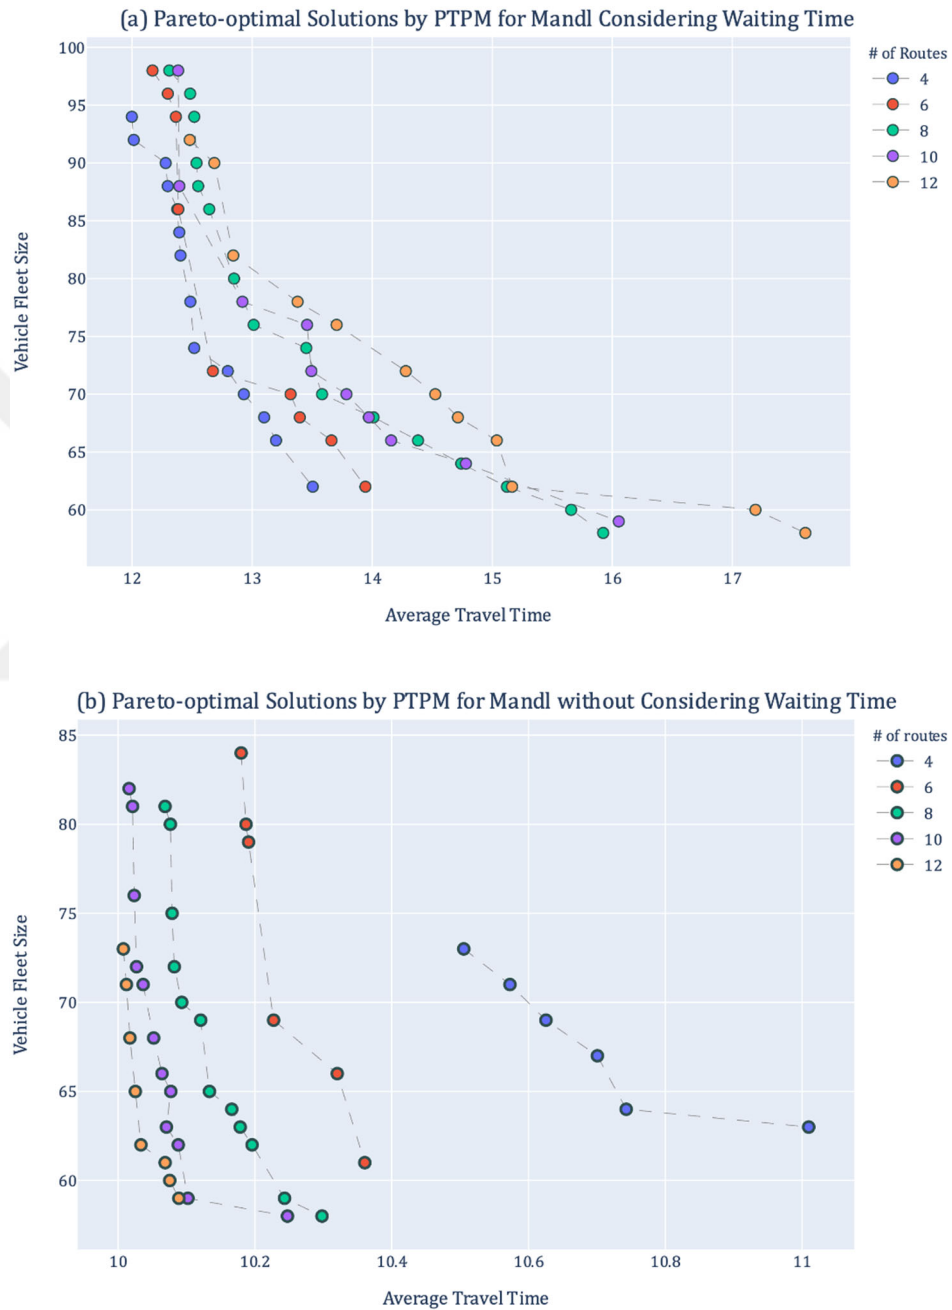 (a) Pareto-optimal Solutions by PTPM for Mandl Considering Waiting Time
# of Routes
4
6
8
10
12
100
95
90
85
80
75
70
65
60
Vehicle Fleet Size
12 13 14 15 16 17
Average Travel Time
(b) Pareto-optimal Solutions by PTPM for Mandl without Considering Waiting Time
# of routes
4
6
8
10
12
85
80
75
70
65
60
Vehicle Fleet Size
10 10.2 10.4 10.6 10.8 11
Average Travel Time